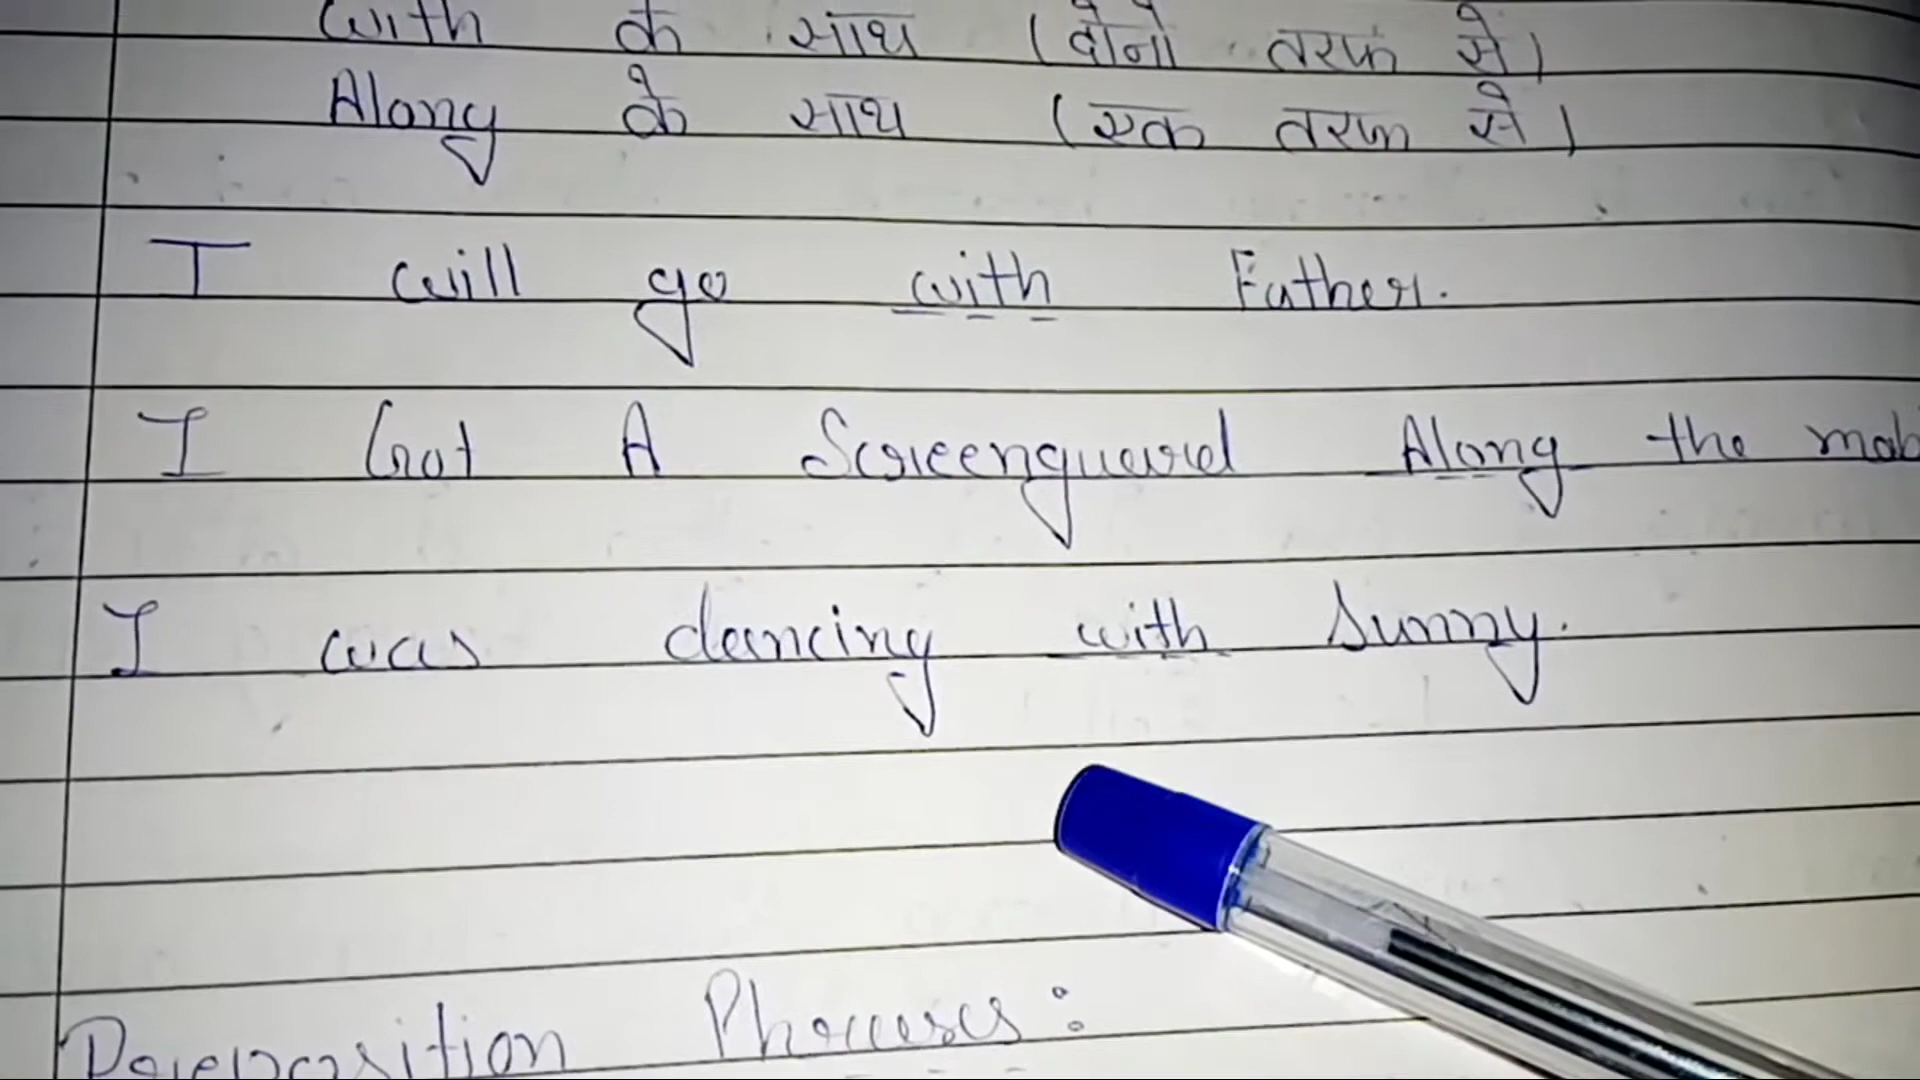 with के साथ (दोनों तरफ से)
Along के साथ (एक तरफ से)
I will go with Father.
I Got A Screenguard Along the mob
I was dancing with Sunny.
Preposition Phrases: